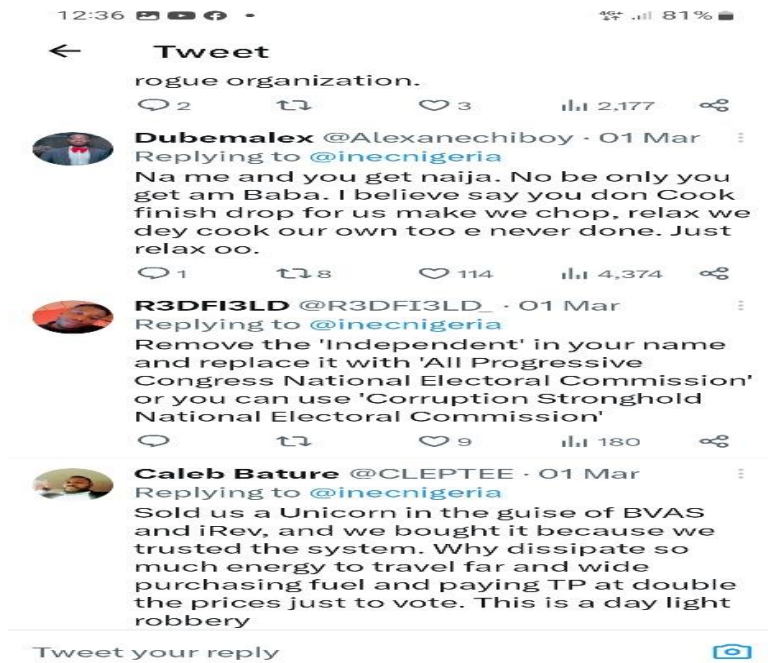 12:36
81%
Tweet
rogue organization.
2 3 2,177
Dubemalex @Alexanechiboy · 01 Mar
Replying to @inecnigeria
Na me and you get naija. No be only you
get am Baba. I believe say you don Cook
finish drop for us make we chop, relax we
dey cook our own too e never done. Just
relax oo.
1 8 114 4,374
R3DFI3LD @R3DFI3LD_ · 01 Mar
Replying to @inecnigeria
Remove the 'Independent' in your name
and replace it with 'All Progressive
Congress National Electoral Commission'
or you can use 'Corruption Stronghold
National Electoral Commission'
9 180
Caleb Bature @CLEPTEE · 01 Mar
Replying to @inecnigeria
Sold us a Unicorn in the guise of BVAS
and iRev, and we bought it because we
trusted the system. Why dissipate so
much energy to travel far and wide
purchasing fuel and paying TP at double
the prices just to vote. This is a day light
robbery
Tweet your reply